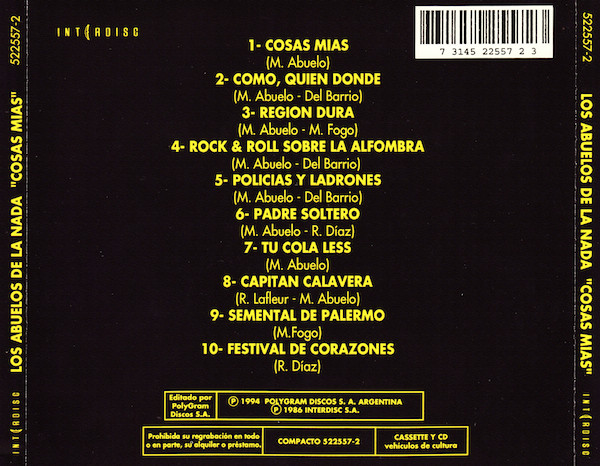 522557-2
LOS ABUELOS DE LA NADA "COSAS MIAS"
INTERDISC
INTERDISC
7 3145 22557 2 3
1- COSAS MIAS
(M. Abuelo)
2- COMO, QUIEN DONDE
(M. Abuelo - Del Barrio)
3- REGION DURA
(M. Abuelo - M. Fogo)
4- ROCK & ROLL SOBRE LA ALFOMBRA
(M. Abuelo - Del Barrio)
5- POLICIAS Y LADRONES
(M. Abuelo - Del Barrio)
6- PADRE SOLTERO
(M. Abuelo - R. Díaz)
7- TU COLA LESS
(M. Abuelo)
8- CAPITAN CALAVERA
(R. Lafleur - M. Abuelo)
9- SEMENTAL DE PALERMO
(M.Fogo)
10- FESTIVAL DE CORAZONES
(R. Díaz)
Editado por
PolyGram
Discos S.A.
Ⓟ 1994 POLYGRAM DISCOS S. A. ARGENTINA
Ⓟ 1986 INTERDISC S.A.
Prohibida su regrabación en todo
o en parte, su alquiler o préstamo.
COMPACTO 522557-2
CASSETTE Y CD
vehículos de cultura
522557-2
LOS ABUELOS DE LA NADA "COSAS MIAS"
INTERDISC